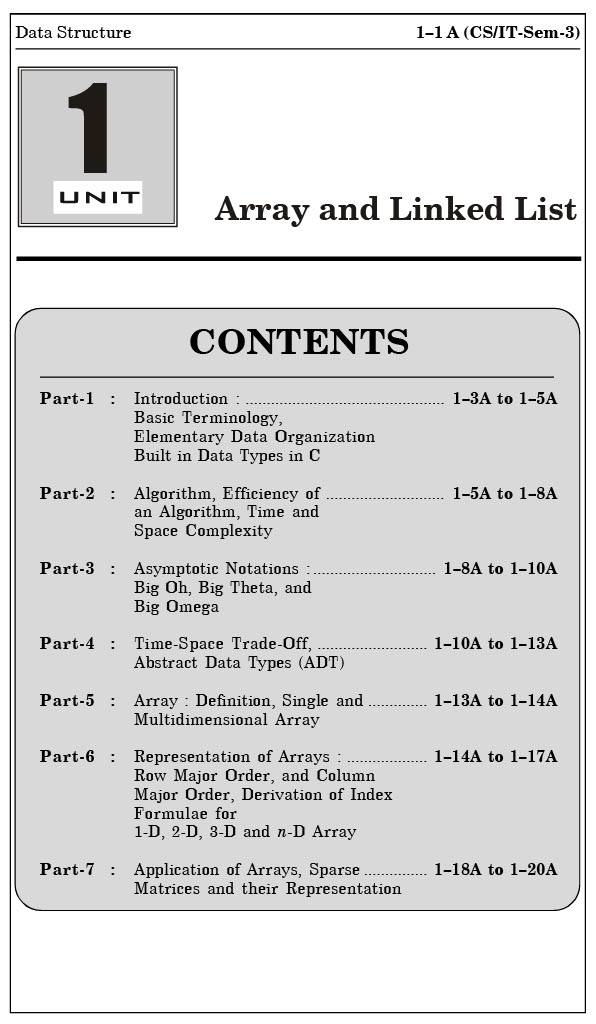 Data Structure 1–1 A (CS/IT-Sem-3)
1
UNIT
Array and Linked List
CONTENTS
Part-1 : Introduction : ........................................... 1–3A to 1–5A
Basic Terminology,
Elementary Data Organization
Built in Data Types in C
Part-2 : Algorithm, Efficiency of .......................... 1–5A to 1–8A
an Algorithm, Time and
Space Complexity
Part-3 : Asymptotic Notations : ........................... 1–8A to 1–10A
Big Oh, Big Theta, and
Big Omega
Part-4 : Time-Space Trade-Off, ........................ 1–10A to 1–13A
Abstract Data Types (ADT)
Part-5 : Array : Definition, Single and ............. 1–13A to 1–14A
Multidimensional Array
Part-6 : Representation of Arrays : .................. 1–14A to 1–17A
Row Major Order, and Column
Major Order, Derivation of Index
Formulae for
1-D, 2-D, 3-D and n-D Array
Part-7 : Application of Arrays, Sparse .............. 1–18A to 1–20A
Matrices and their Representation